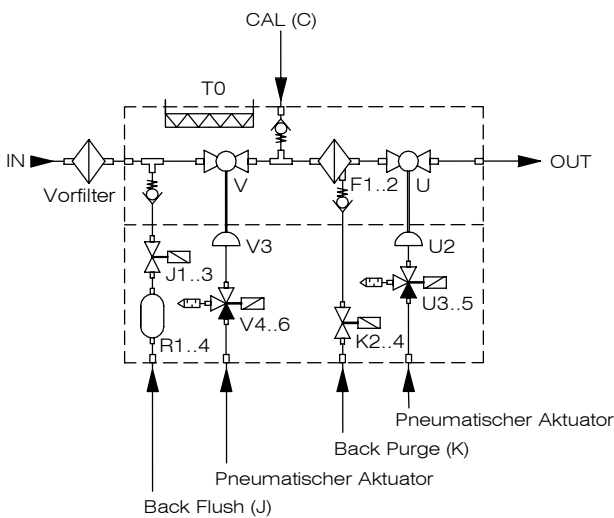 CAL (C)
T0
IN
OUT
Vorfilter
V
F1..2
U
V3
U2
J1..3
U3..5
V4..6
K2..4
R1..4
Pneumatischer Aktuator
Back Purge (K)
Pneumatischer Aktuator
Back Flush (J)